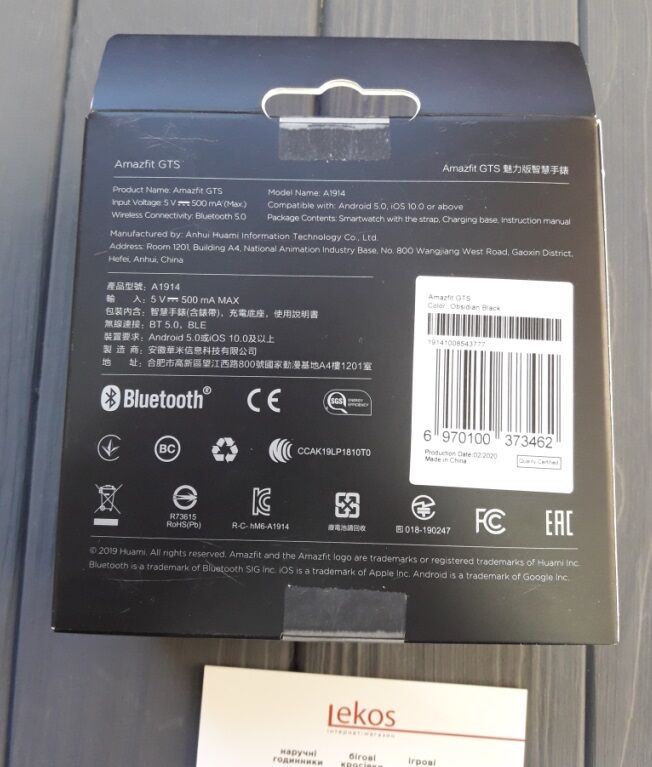 Amazfit GTS
Amazfit GTS 魅力版智慧手錶
Product Name: Amazfit GTS
Input Voltage: 5 V 500 mA (Max.)
Wireless Connectivity: Bluetooth 5.0
Model Name: A1914
Compatible with: Android 5.0, iOS 10.0 or above
Package Contents: Smartwatch with the strap, Charging base, Instruction manual
Manufactured by: Anhui Huami Information Technology Co., Ltd.
Address: Room 1201, Building A4, National Animation Industry Base, No. 800 Wangjiang West Road, Gaoxin District,
Hefei, Anhui, China
產品型號: A1914
輸 入: 5 V 500 mA MAX
包裝內含: 智慧手錶(含錶帶), 充電底座, 使用說明書
無線連接: BT 5.0, BLE
裝置要求: Android 5.0或iOS 10.0及以上
製 造 商: 安徽華米信息科技有限公司
地 址: 合肥市高新區望江西路800號國家動漫基地A4樓1201室
Amazfit GTS
Color: Obsidian Black
19141008543777
6 970100 373462
Production Date:02/2020
Made in China
Quality Certified
Bluetooth®
CE
SGS ENERGY EFFICIENCY
BC
CCAK19LP1810T0
R73615
RoHS(Pb)
R-C- hM6-A1914
廢電池請回收
018-190247
FC
EAC
© 2019 Huami. All rights reserved. Amazfit and the Amazfit logo are trademarks or registered trademarks of Huami Inc.
Bluetooth is a trademark of Bluetooth SIG Inc. iOS is a trademark of Apple Inc. Android is a trademark of Google Inc.
Lekos
інтернет-магазин
наручні
годинники
бігові
кросівки
ігрові